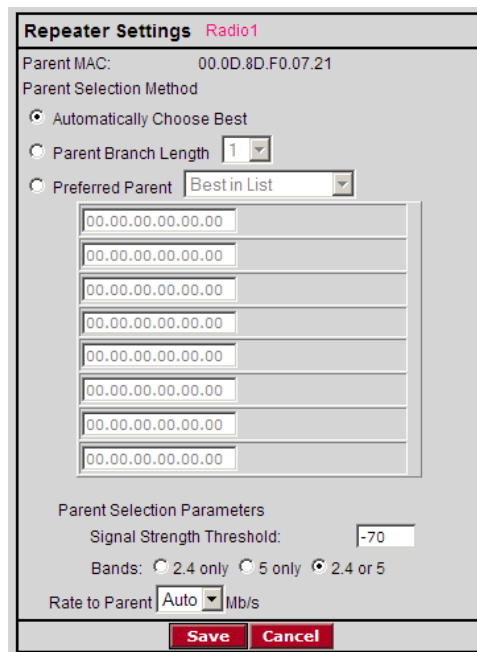 Repeater Settings Radio1
Parent MAC: 00.0D.8D.F0.07.21
Parent Selection Method
Automatically Choose Best
Parent Branch Length 1
Preferred Parent Best in List
00.00.00.00.00.00
00.00.00.00.00.00
00.00.00.00.00.00
00.00.00.00.00.00
00.00.00.00.00.00
00.00.00.00.00.00
00.00.00.00.00.00
00.00.00.00.00.00
Parent Selection Parameters
Signal Strength Threshold: -70
Bands: 2.4 only 5 only 2.4 or 5
Rate to Parent Auto Mb/s
Save Cancel